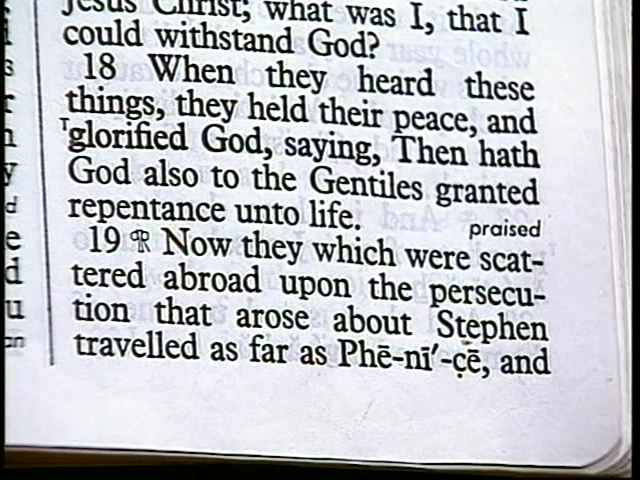 Jesus Christ; what was I, that I
could withstand God?
18 When they heard these
things, they held their peace, and
ᵀglorified God, saying, Then hath
God also to the Gentiles granted
repentance unto life.
praised
19 Now they which were scat-
tered abroad upon the persecu-
tion that arose about Stephen
travelled as far as Phē-nī′-çē, and